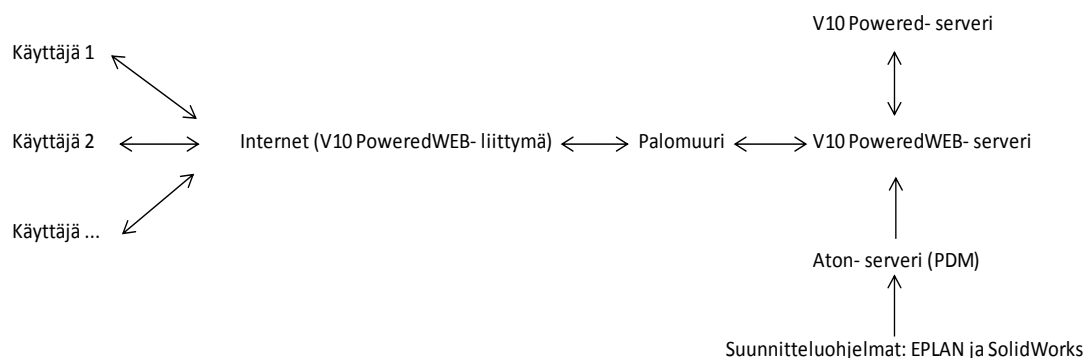 V10 Powered- serveri
Käyttäjä 1
Käyttäjä 2
Internet (V10 PoweredWEB- liittymä)
Palomuuri
V10 PoweredWEB- serveri
Käyttäjä ...
Aton- serveri (PDM)
Suunnitteluohjelmat: EPLAN ja SolidWorks